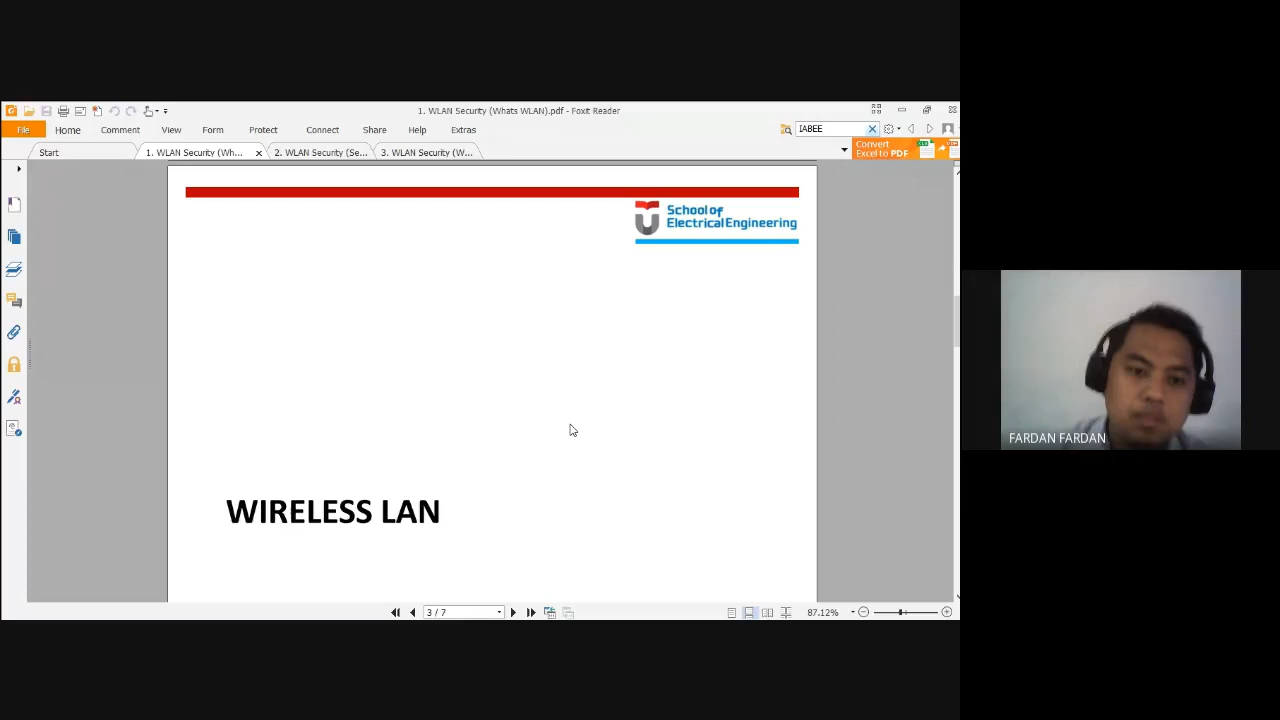 1. WLAN Security (Whats WLAN).pdf - Foxit Reader
File Home Comment View Form Protect Connect Share Help Extras
IABEE
Start 1. WLAN Security (Wh... 2. WLAN Security (Se... 3. WLAN Security (W...
Convert
Excel to PDF
School of
Electrical Engineering
WIRELESS LAN
FARDAN FARDAN
3 / 7
87.12%